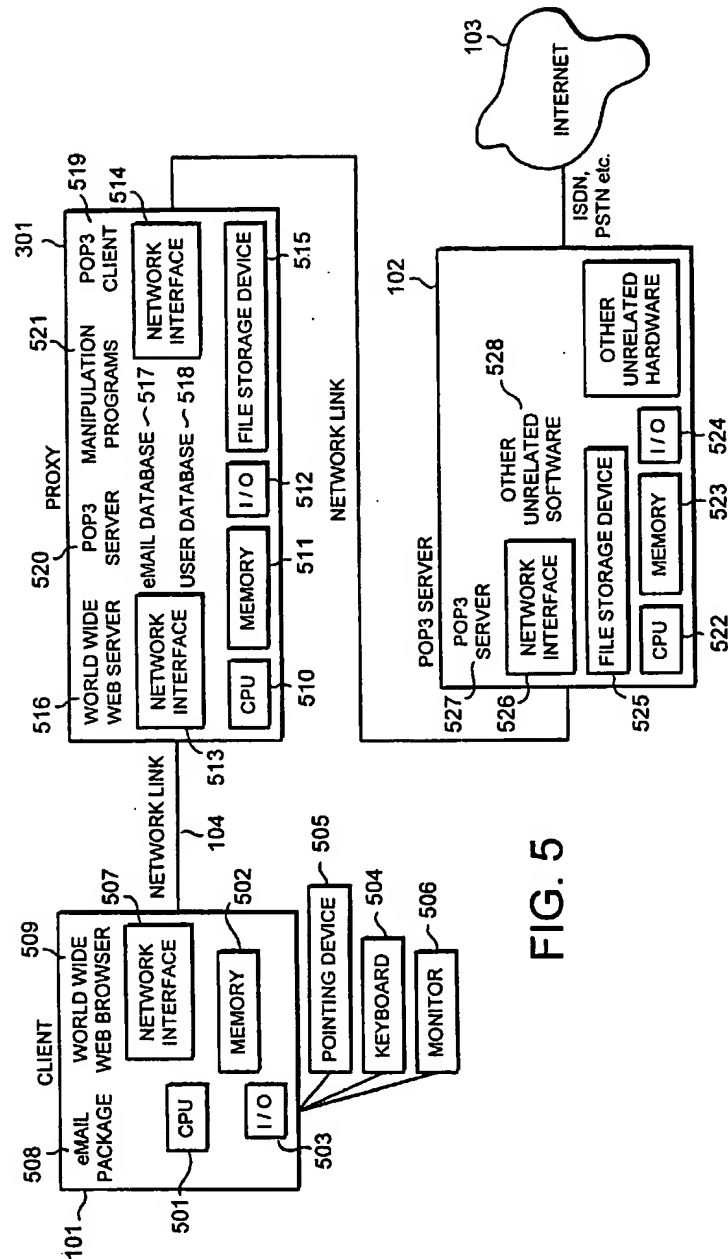 101
508
CLIENT
509
eMAIL
PACKAGE
WORLD WIDE
WEB BROWSER
507
NETWORK
INTERFACE
CPU
501
MEMORY
502
I / O
503
POINTING DEVICE
505
KEYBOARD
504
MONITOR
506
NETWORK LINK
104
PROXY
301
516
520
521
519
WORLD WIDE
WEB SERVER
POP3
SERVER
MANIPULATION
PROGRAMS
POP3
CLIENT
514
NETWORK
INTERFACE
513
eMAIL DATABASE
517
USER DATABASE
518
NETWORK
INTERFACE
CPU
510
MEMORY
511
I / O
512
FILE STORAGE DEVICE
515
NETWORK LINK
POP3 SERVER
102
POP3
SERVER
527
NETWORK
INTERFACE
526
OTHER
UNRELATED
SOFTWARE
528
FILE STORAGE DEVICE
525
OTHER
UNRELATED
HARDWARE
CPU
522
MEMORY
523
I / O
524
ISDN,
PSTN etc.
INTERNET
103
FIG. 5